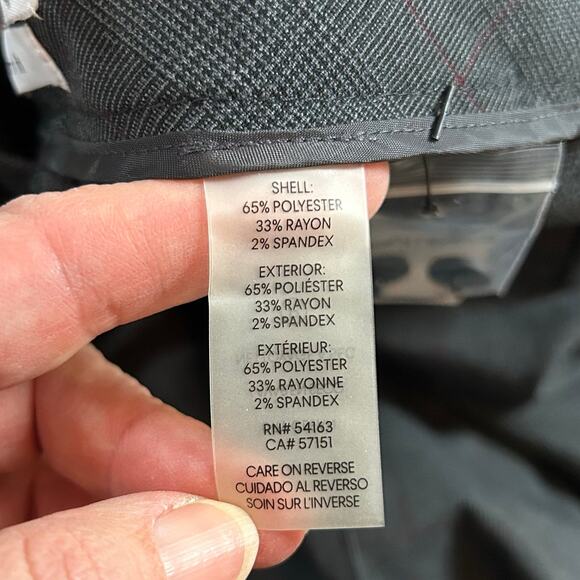 SHELL:
65% POLYESTER
33% RAYON
2% SPANDEX
EXTERIOR:
65% POLIÉSTER
33% RAYON
2% SPANDEX
EXTÉRIEUR:
65% POLYESTER
33% RAYONNE
2% SPANDEX
RN# 54163
CA# 57151
CARE ON REVERSE
CUIDADO AL REVERSO
SOIN SUR L'INVERSE